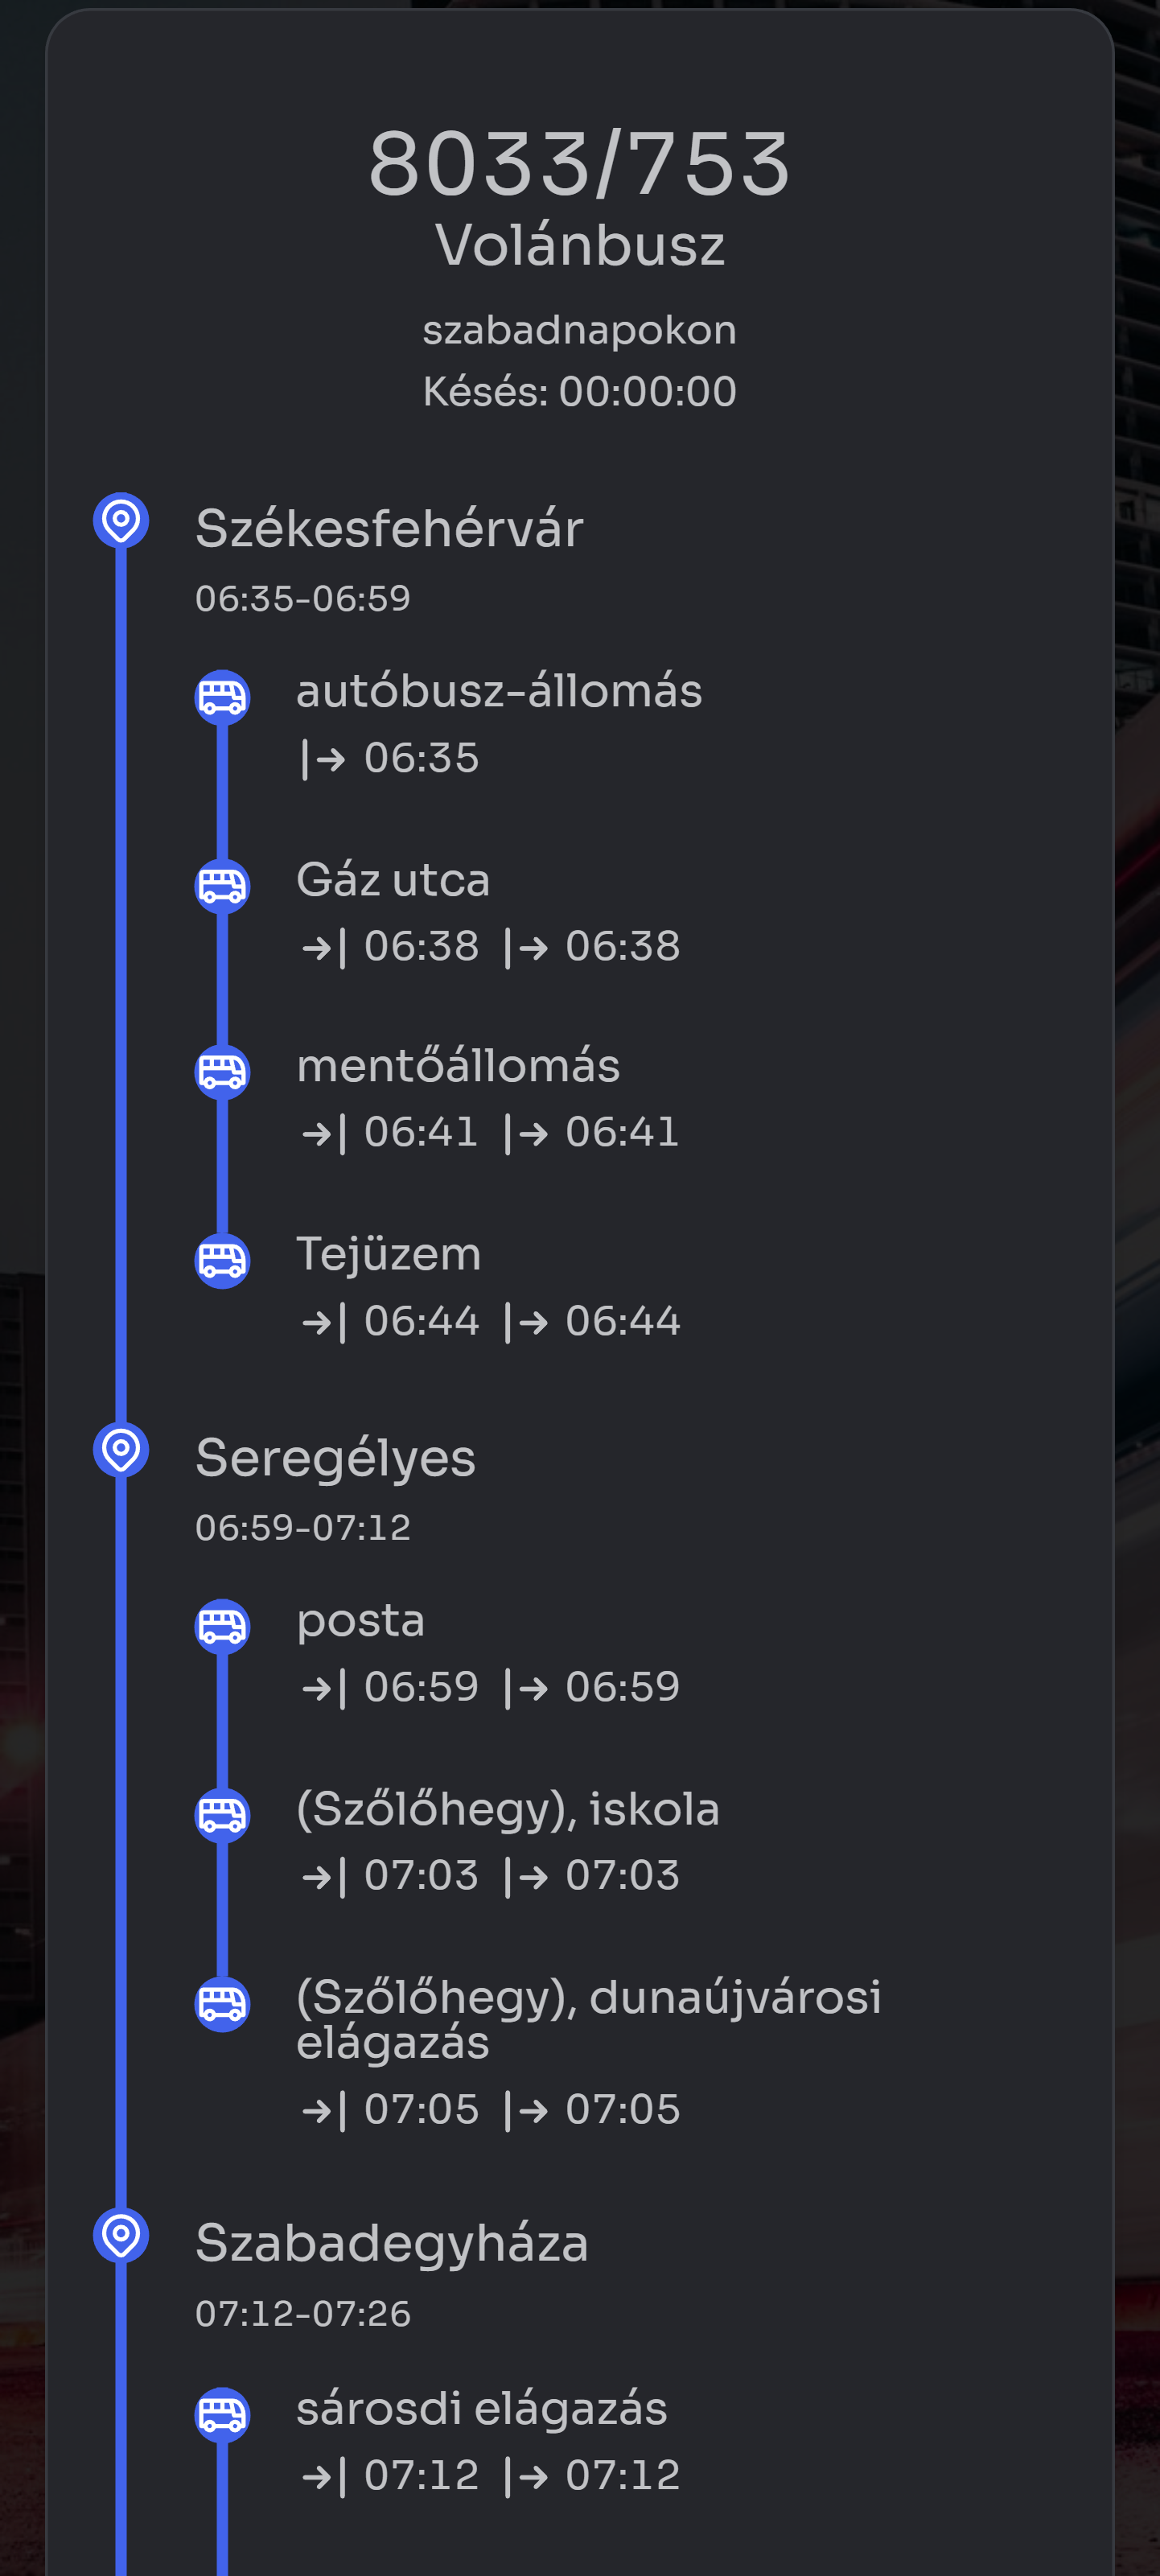 8033/753
Volánbusz
szabadnapokon
Késés: 00:00:00
Székesfehérvár
06:35-06:59
autóbusz-állomás
|→ 06:35
Gáz utca
→| 06:38 |→ 06:38
mentőállomás
→| 06:41 |→ 06:41
Tejüzem
→| 06:44 |→ 06:44
Seregélyes
06:59-07:12
posta
→| 06:59 |→ 06:59
(Szőlőhegy), iskola
→| 07:03 |→ 07:03
(Szőlőhegy), dunaújvárosi
elágazás
→| 07:05 |→ 07:05
Szabadegyháza
07:12-07:26
sárosdi elágazás
→| 07:12 |→ 07:12